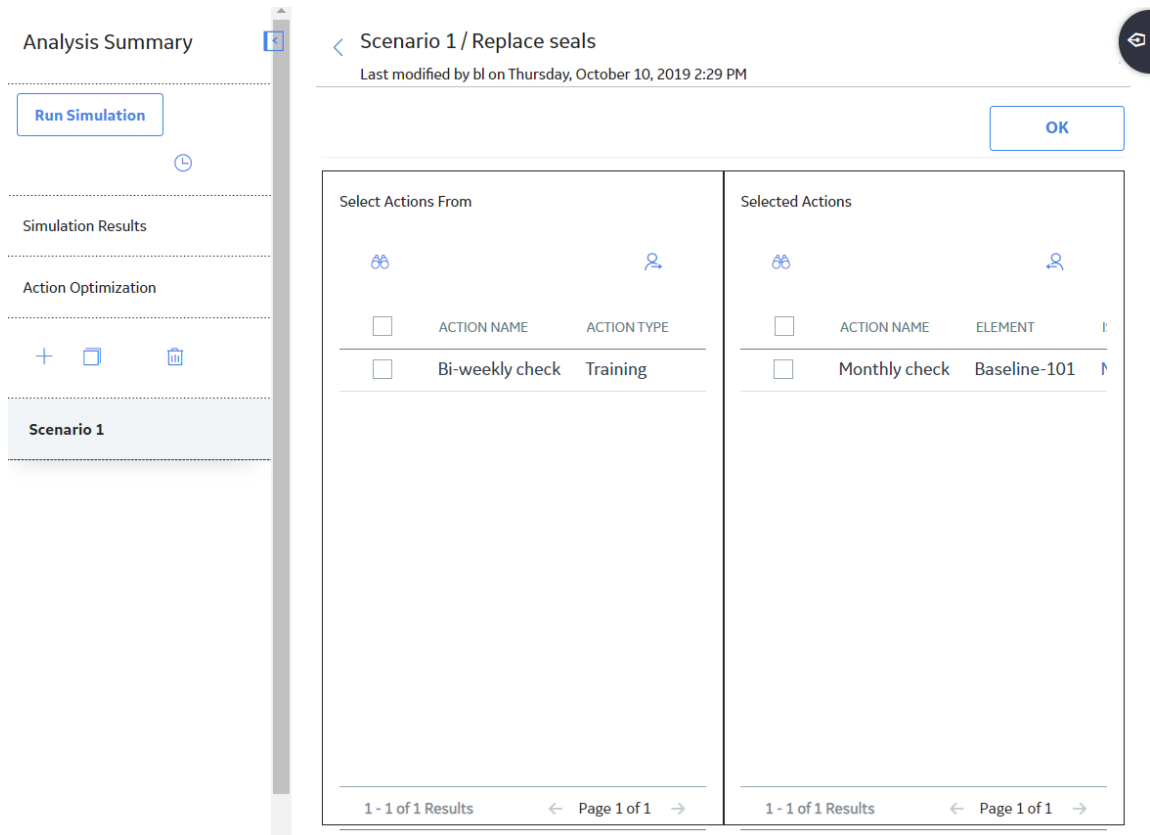 Analysis Summary
Run Simulation
Simulation Results
Action Optimization
Scenario 1
Scenario 1 / Replace seals
Last modified by bl on Thursday, October 10, 2019 2:29 PM
OK
Select Actions From
ACTION NAME ACTION TYPE
Bi-weekly check Training
1 - 1 of 1 Results Page 1 of 1
Selected Actions
ACTION NAME ELEMENT
Monthly check Baseline-101
1 - 1 of 1 Results Page 1 of 1